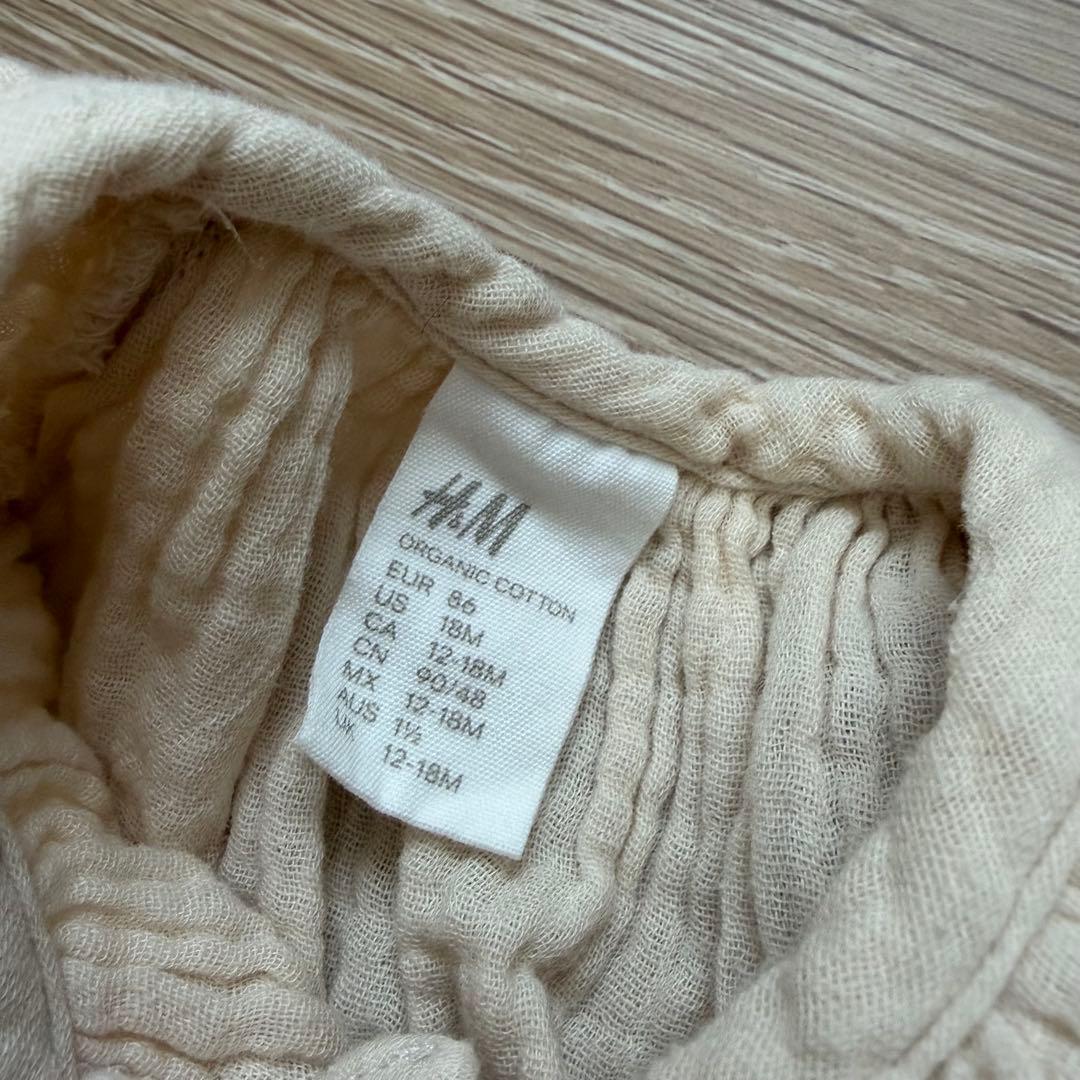 H&M
ORGANIC COTTON
EUR 86
US 18M
CA 12-18M
CN 90/48
MX 12-18M
AUS 1½
UK 12-18M